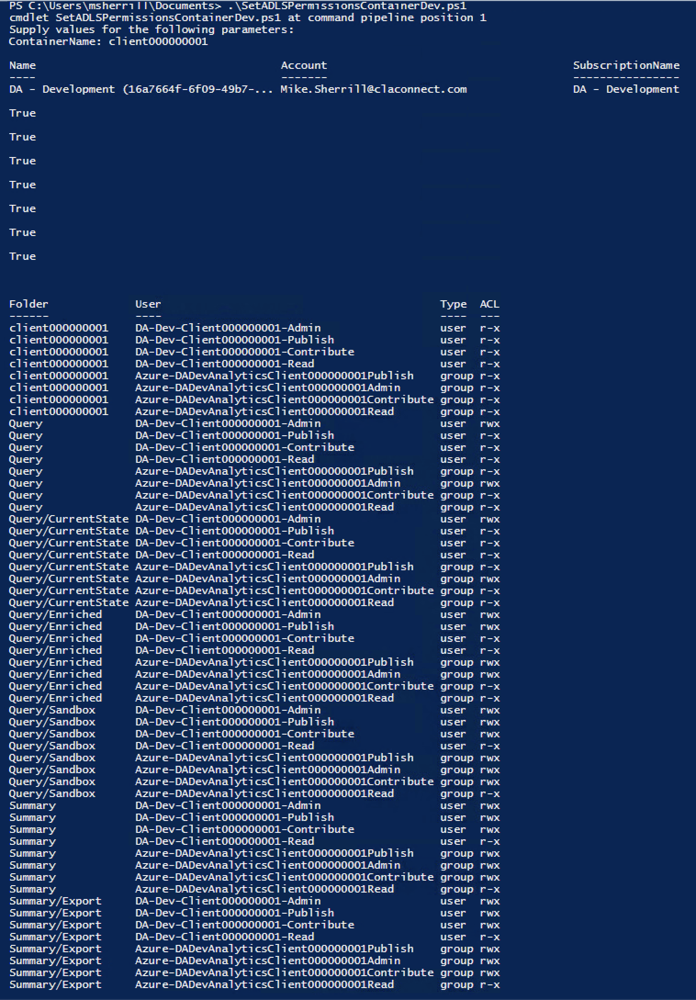 PS C:\Users\msherrill\Documents> .\SetADLSPermissionsContainerDev.ps1
cmdlet SetADLSPermissionsContainerDev.ps1 at command pipeline position 1
Supply values for the following parameters:
ContainerName: client000000001
Name Account SubscriptionName
---- ------- ----------------
DA - Development (16a7664f-6f09-49b7-... Mike.Sherrill@claconnect.com DA - Development
True
True
True
True
True
True
True
Folder User Type ACL
------ ---- ---- ---
client000000001 DA-Dev-Client000000001-Admin user r-x
client000000001 DA-Dev-Client000000001-Publish user r-x
client000000001 DA-Dev-Client000000001-Contribute user r-x
client000000001 DA-Dev-Client000000001-Read user r-x
client000000001 Azure-DADevAnalyticsClient000000001Publish group r-x
client000000001 Azure-DADevAnalyticsClient000000001Admin group r-x
client000000001 Azure-DADevAnalyticsClient000000001Contribute group r-x
client000000001 Azure-DADevAnalyticsClient000000001Read group r-x
Query DA-Dev-Client000000001-Admin user rwx
Query DA-Dev-Client000000001-Publish user r-x
Query DA-Dev-Client000000001-Contribute user r-x
Query DA-Dev-Client000000001-Read user r-x
Query Azure-DADevAnalyticsClient000000001Publish group r-x
Query Azure-DADevAnalyticsClient000000001Admin group rwx
Query Azure-DADevAnalyticsClient000000001Contribute group r-x
Query Azure-DADevAnalyticsClient000000001Read group r-x
Query/CurrentState DA-Dev-Client000000001-Admin user rwx
Query/CurrentState DA-Dev-Client000000001-Publish user r-x
Query/CurrentState DA-Dev-Client000000001-Contribute user r-x
Query/CurrentState DA-Dev-Client000000001-Read user r-x
Query/CurrentState Azure-DADevAnalyticsClient000000001Publish group r-x
Query/CurrentState Azure-DADevAnalyticsClient000000001Admin group rwx
Query/CurrentState Azure-DADevAnalyticsClient000000001Contribute group r-x
Query/CurrentState Azure-DADevAnalyticsClient000000001Read group r-x
Query/Enriched DA-Dev-Client000000001-Admin user rwx
Query/Enriched DA-Dev-Client000000001-Publish user rwx
Query/Enriched DA-Dev-Client000000001-Contribute user r-x
Query/Enriched DA-Dev-Client000000001-Read user r-x
Query/Enriched Azure-DADevAnalyticsClient000000001Publish group rwx
Query/Enriched Azure-DADevAnalyticsClient000000001Admin group rwx
Query/Enriched Azure-DADevAnalyticsClient000000001Contribute group r-x
Query/Enriched Azure-DADevAnalyticsClient000000001Read group r-x
Query/Sandbox DA-Dev-Client000000001-Admin user rwx
Query/Sandbox DA-Dev-Client000000001-Publish user rwx
Query/Sandbox DA-Dev-Client000000001-Contribute user rwx
Query/Sandbox DA-Dev-Client000000001-Read user r-x
Query/Sandbox Azure-DADevAnalyticsClient000000001Publish group rwx
Query/Sandbox Azure-DADevAnalyticsClient000000001Admin group rwx
Query/Sandbox Azure-DADevAnalyticsClient000000001Contribute group rwx
Query/Sandbox Azure-DADevAnalyticsClient000000001Read group r-x
Summary DA-Dev-Client000000001-Admin user rwx
Summary DA-Dev-Client000000001-Publish user rwx
Summary DA-Dev-Client000000001-Contribute user rwx
Summary DA-Dev-Client000000001-Read user r-x
Summary Azure-DADevAnalyticsClient000000001Publish group rwx
Summary Azure-DADevAnalyticsClient000000001Admin group rwx
Summary Azure-DADevAnalyticsClient000000001Contribute group rwx
Summary Azure-DADevAnalyticsClient000000001Read group r-x
Summary/Export DA-Dev-Client000000001-Admin user rwx
Summary/Export DA-Dev-Client000000001-Publish user rwx
Summary/Export DA-Dev-Client000000001-Contribute user rwx
Summary/Export DA-Dev-Client000000001-Read user r-x
Summary/Export Azure-DADevAnalyticsClient000000001Publish group rwx
Summary/Export Azure-DADevAnalyticsClient000000001Admin group rwx
Summary/Export Azure-DADevAnalyticsClient000000001Contribute group rwx
Summary/Export Azure-DADevAnalyticsClient000000001Read group r-x